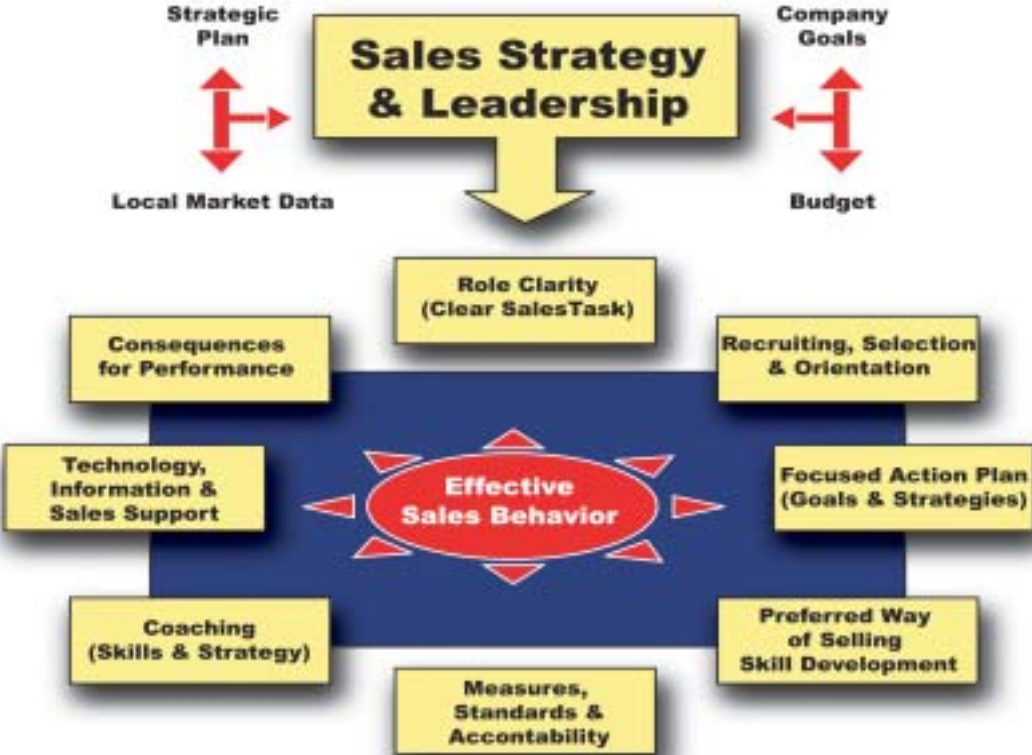 Strategic
Plan
Company
Goals
Sales Strategy
& Leadership
Local Market Data
Budget
Role Clarity
(Clear SalesTask)
Consequences
for Performance
Recruiting, Selection
& Orientation
Technology,
Information &
Sales Support
Effective
Sales Behavior
Focused Action Plan
(Goals & Strategies)
Coaching
(Skills & Strategy)
Preferred Way
of Selling
Skill Development
Measures,
Standards &
Accontability